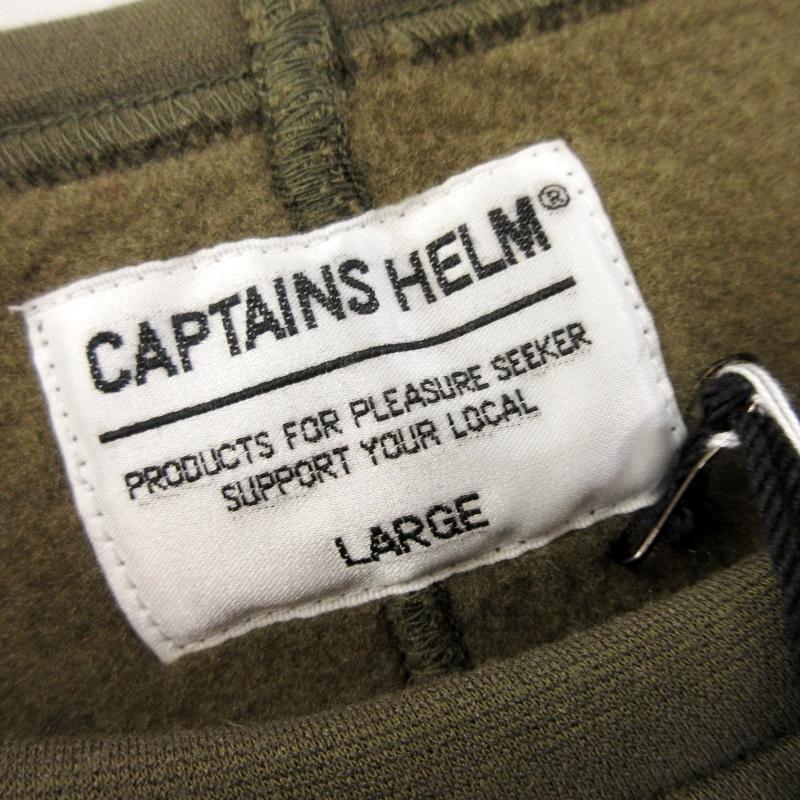 CAPTAINS HELM®
PRODUCTS FOR PLEASURE SEEKER
SUPPORT YOUR LOCAL
LARGE